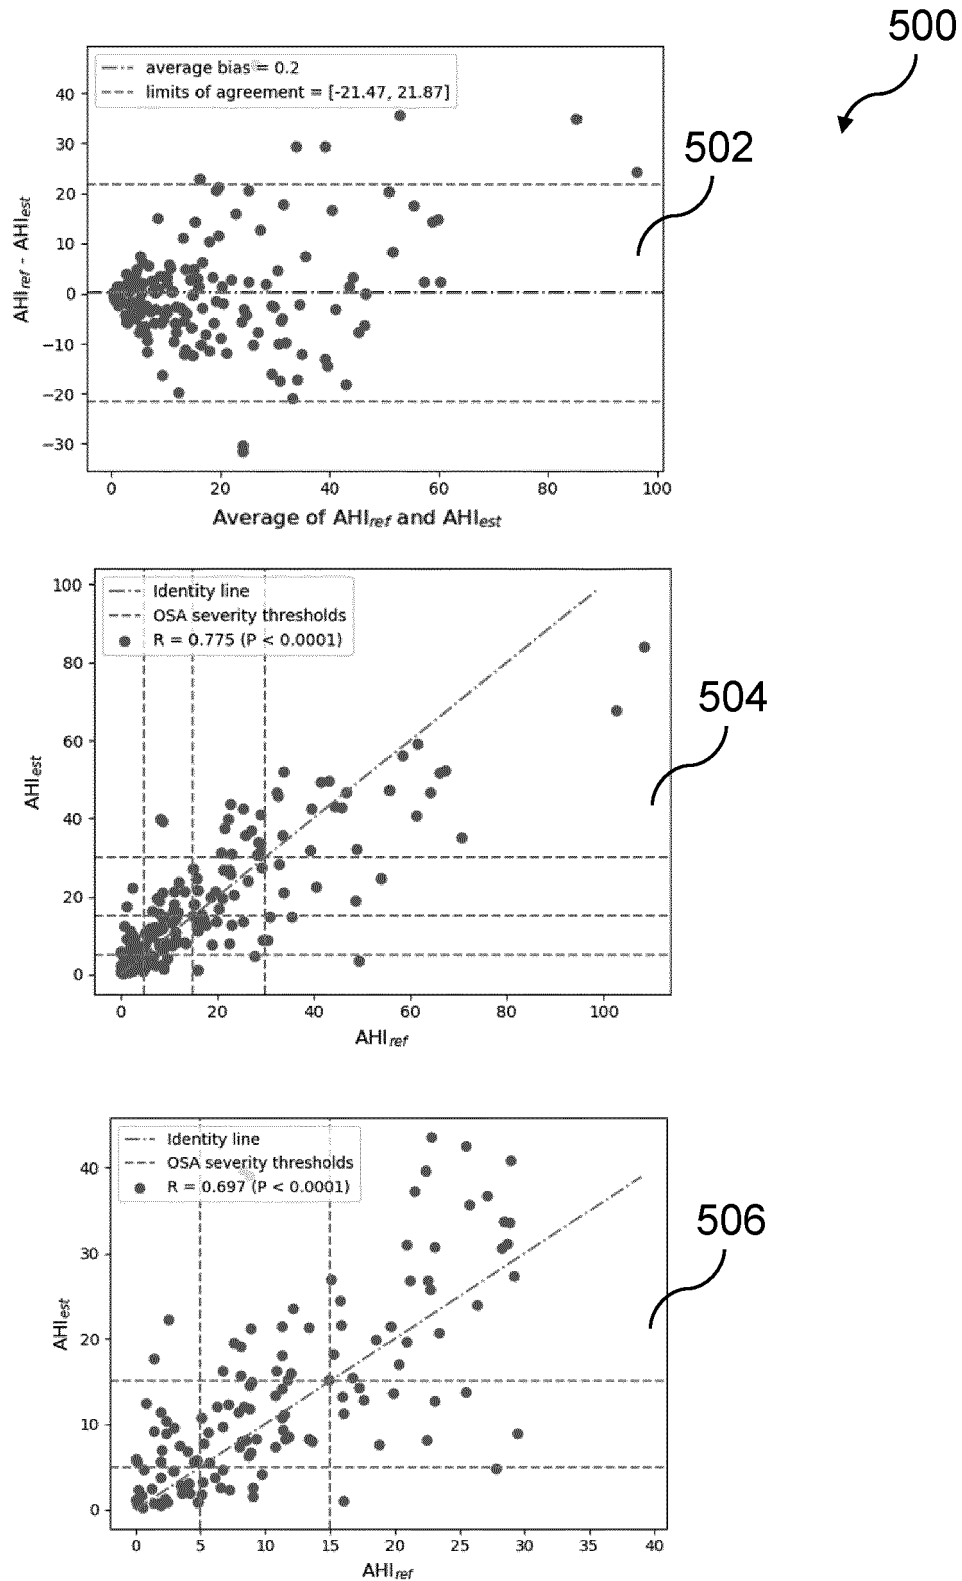 500
average bias = 0.2
limits of agreement = [-21.47, 21.87]
502
40
30
20
10
0
−10
−20
−30
AHIref - AHIest
0 20 40 60 80 100
Average of AHIref and AHIest
Identity line
OSA severity thresholds
R = 0.775 (P < 0.0001)
504
100
80
60
40
20
0
AHIest
0 20 40 60 80 100
AHIref
Identity line
OSA severity thresholds
R = 0.697 (P < 0.0001)
506
40
30
20
10
0
AHIest
0 5 10 15 20 25 30 35 40
AHIref